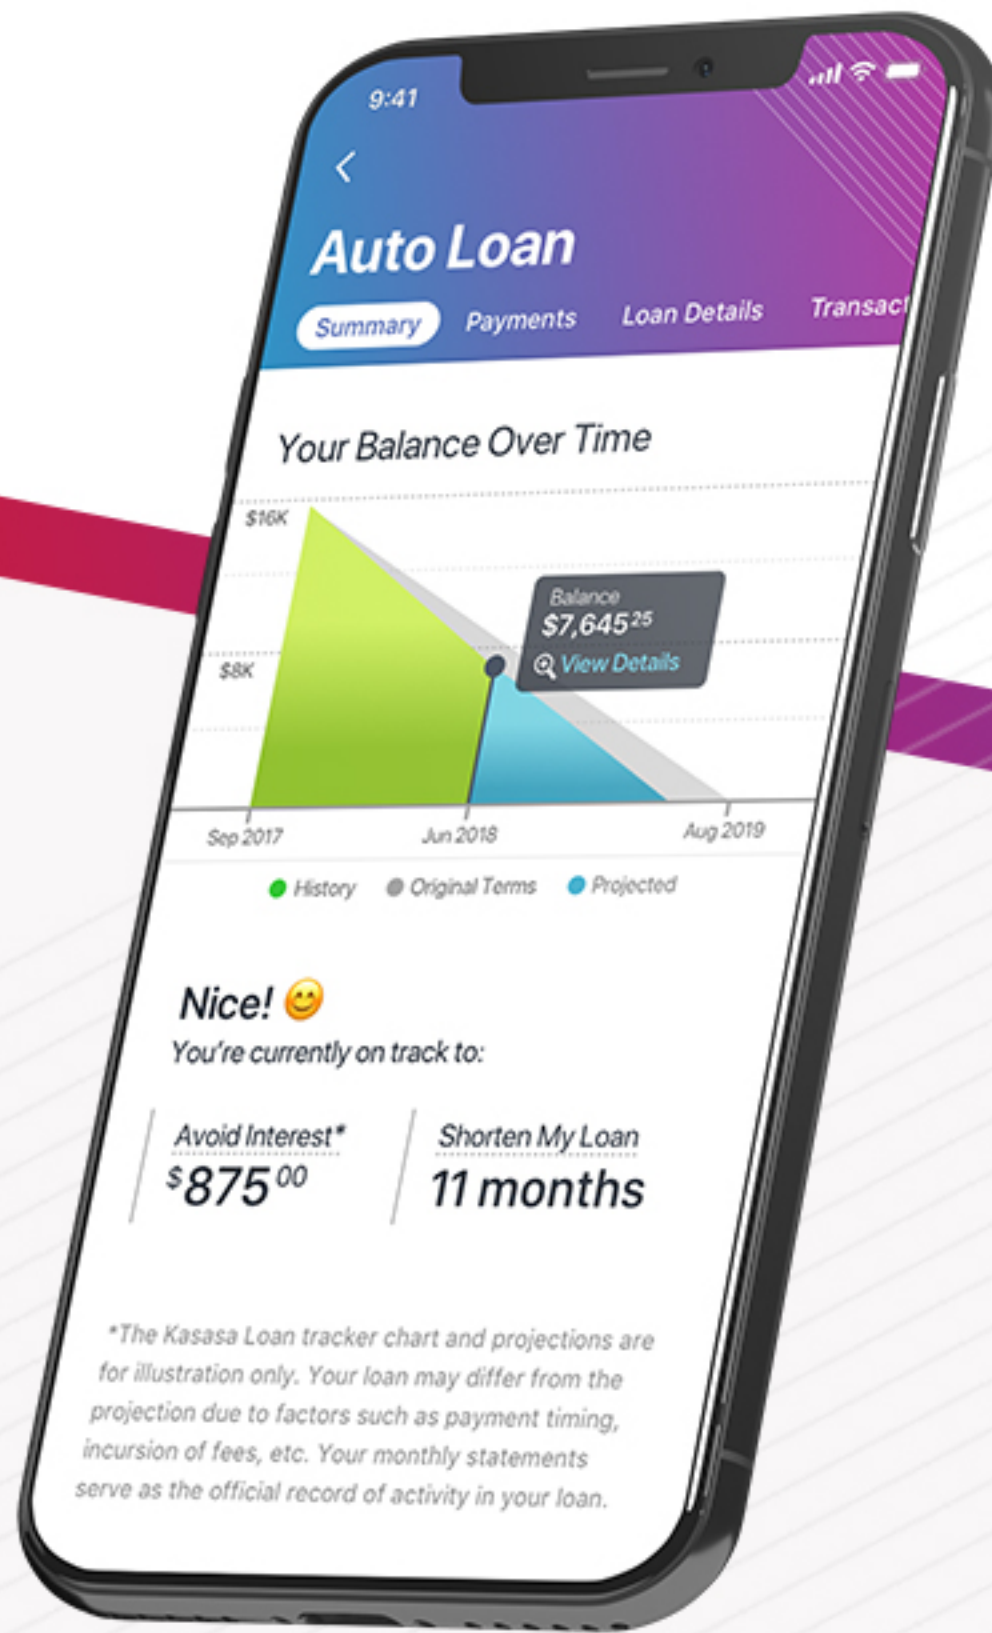 9:41
Auto Loan
Summary Payments Loan Details Transact
Your Balance Over Time
$16K
Balance
$7,645 25
View Details
$8K
Sep 2017 Jun 2018 Aug 2019
History Original Terms Projected
Nice! 😊
You're currently on track to:
Avoid Interest* Shorten My Loan
$875 00 11 months
*The Kasasa Loan tracker chart and projections are
for illustration only. Your loan may differ from the
projection due to factors such as payment timing,
incursion of fees, etc. Your monthly statements
serve as the official record of activity in your loan.